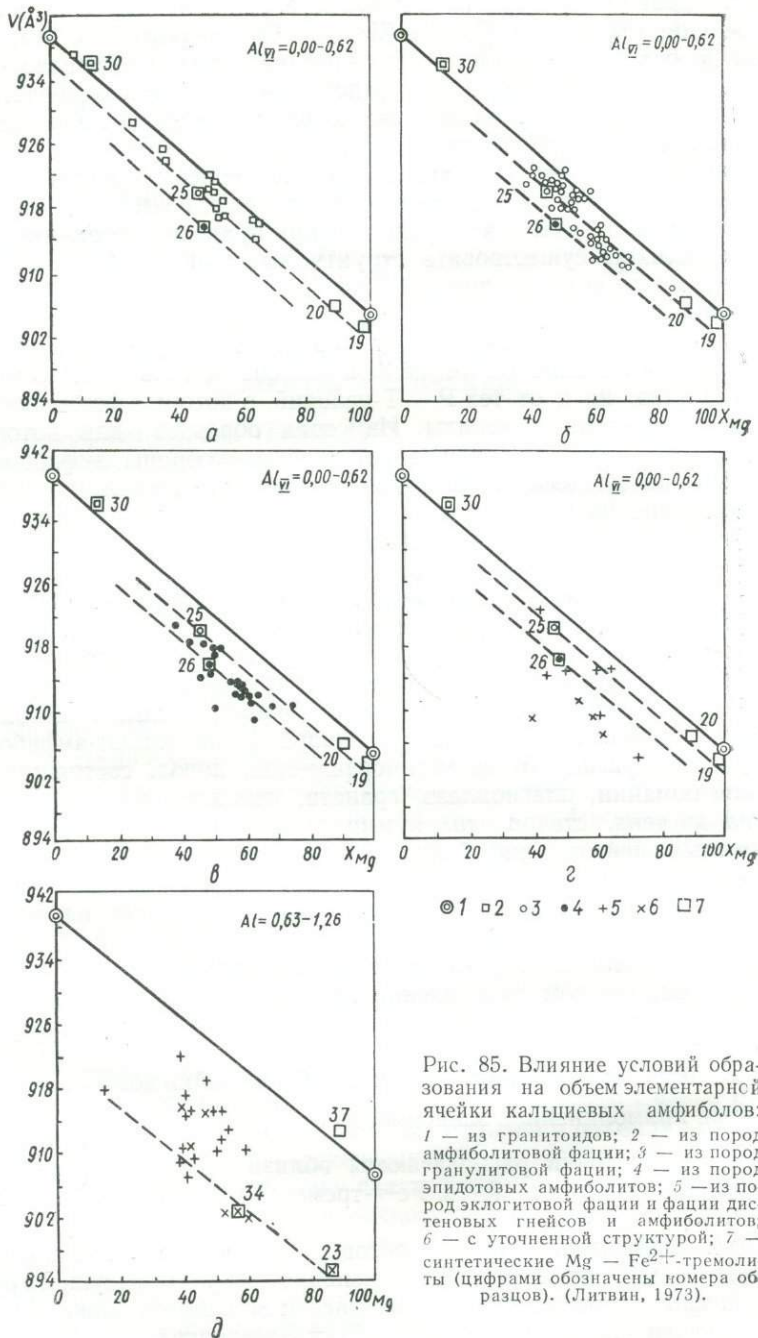 V(Å³)
Al_VI = 0,00-0,62
Al_VI = 0,00-0,62
30
30
934
926
25
25
918
26
26
910
20
20
902
19
19
894
0 20 40 60 80 100
0 20 40 60 80 100 X_Mg
а
б
942
Al_VI = 0,00-0,62
Al_VI = 0,00-0,62
30
30
934
926
25
25
918
26
26
910
20
20
902
19
19
894
0 20 40 60 80 X_Mg
0 20 40 60 80 100 X_Mg
в
г
942
Al = 0,63-1,26
934
◎ 1 ▫ 2 ○ 3 ● 4 + 5 × 6 □ 7
926
918
37
910
34
902
23
894
0 20 40 60 80 100 Mg
д
Рис. 85. Влияние условий обра-
зования на объем элементарной
ячейки кальциевых амфиболов:
1 — из гранитоидов; 2 — из пород
амфиболитовой фации; 3 — из пород
гранулитовой фации; 4 — из пород
эпидотовых амфиболитов; 5 — из по-
род эклогитовой фации и фации дис-
теновых гнейсов и амфиболитов;
6 — с уточненной структурой; 7 —
синтетические Mg — Fe²⁺-тремоли-
ты (цифрами обозначены номера об-
разцов). (Литвин, 1973).